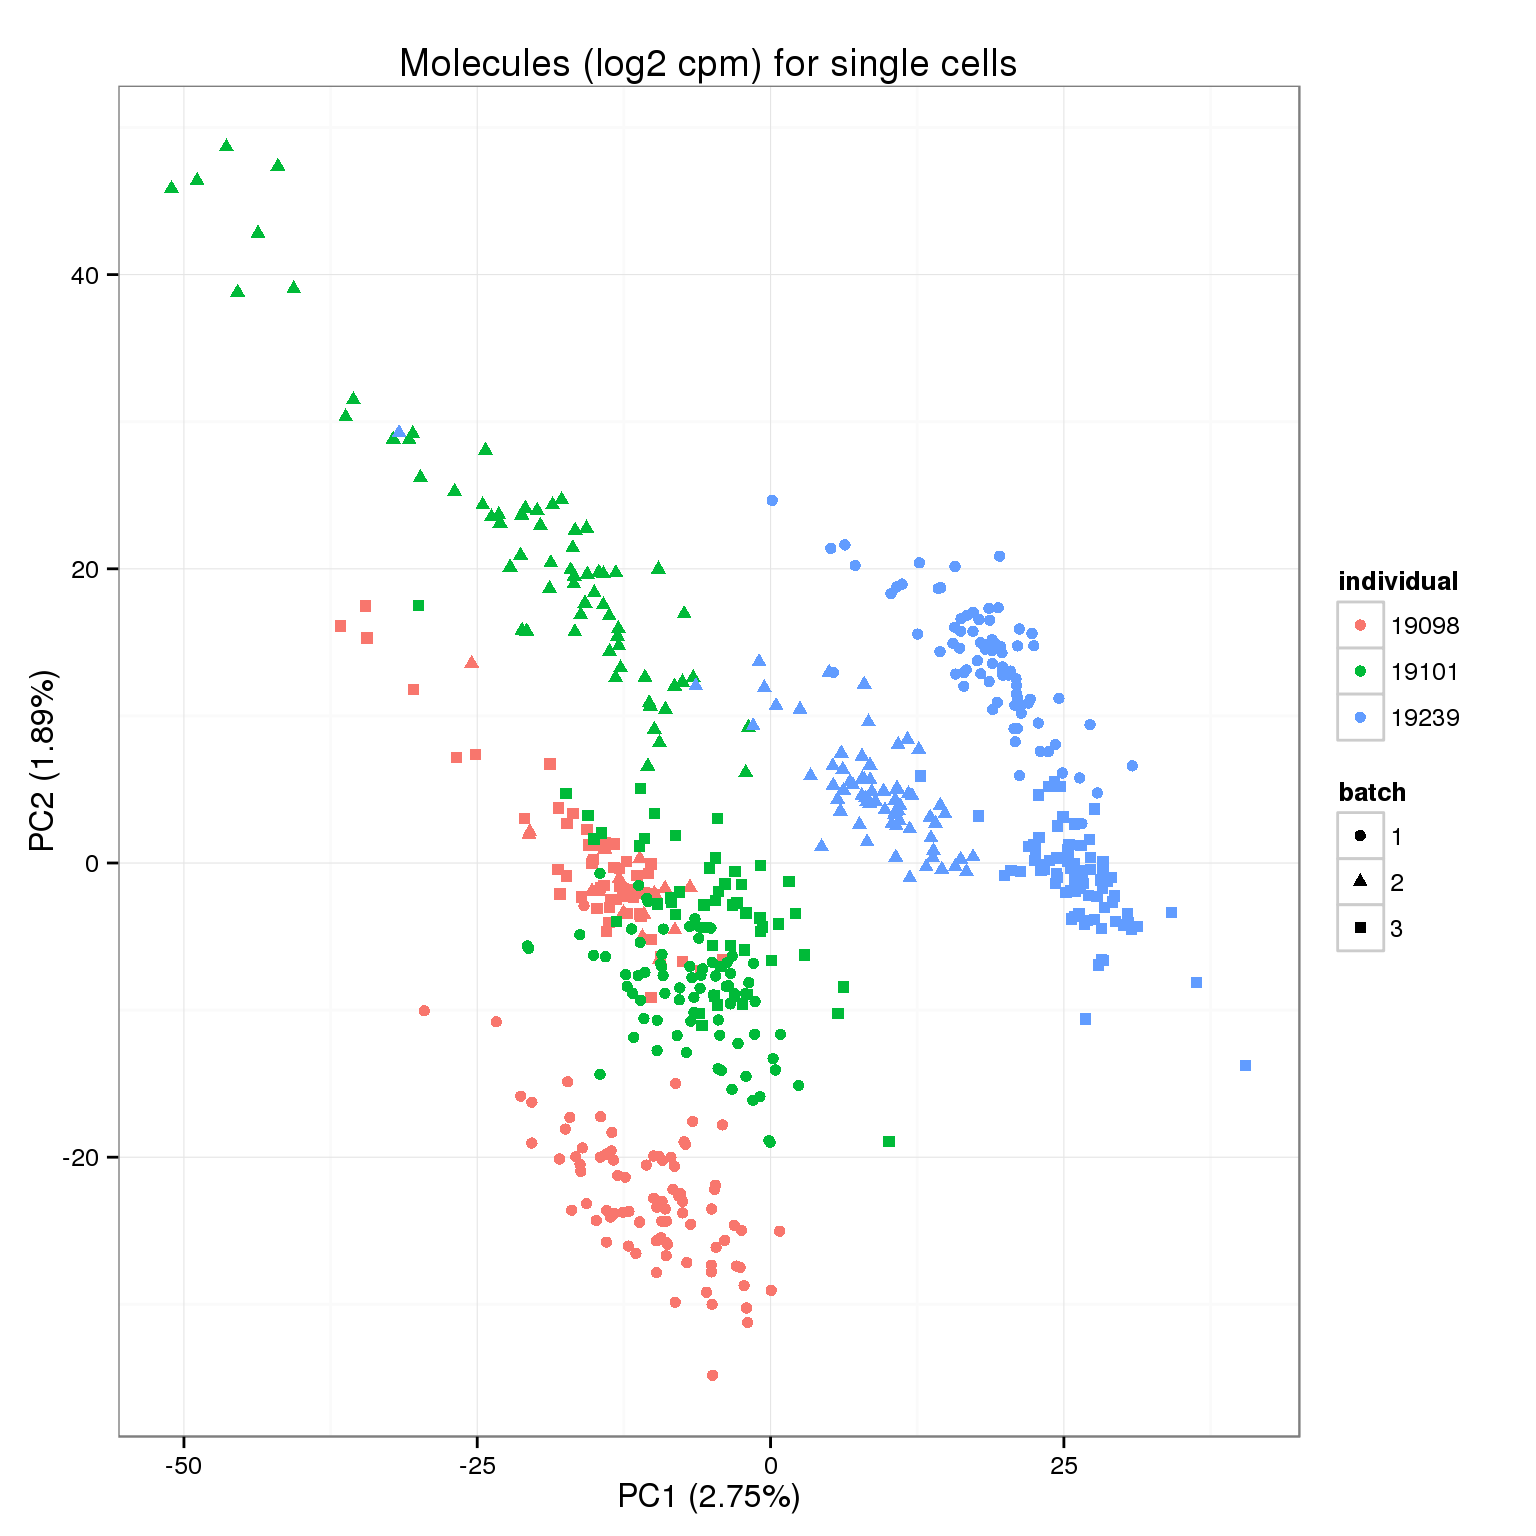 Molecules (log2 cpm) for single cells
PC2 (1.89%)
40
20
0
-20
-50
-25
0
25
PC1 (2.75%)
individual
19098
19101
19239
batch
1
2
3